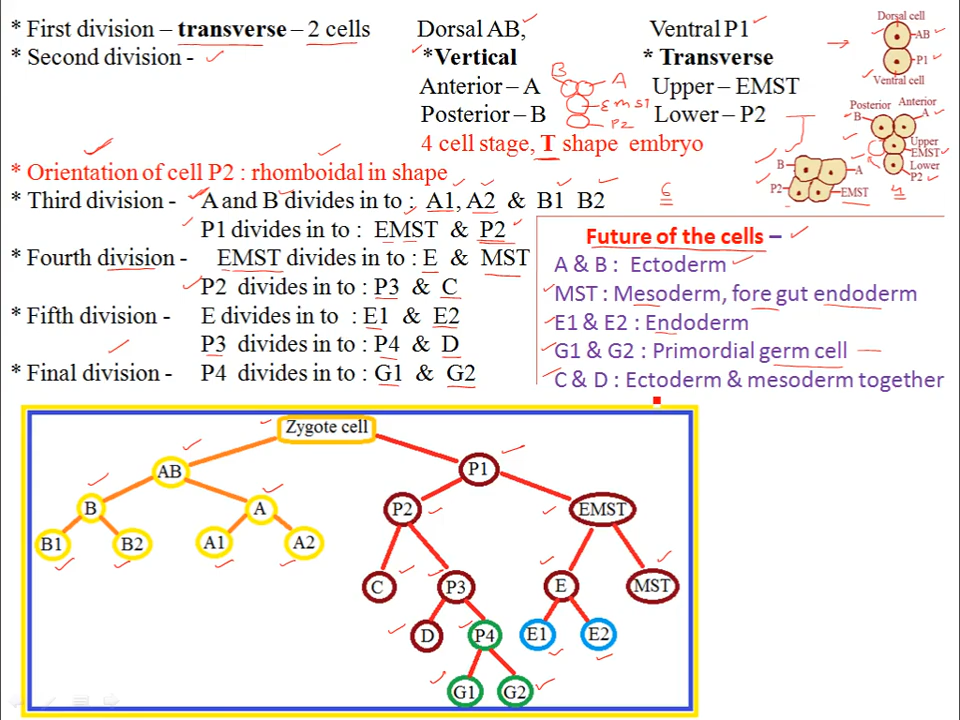 * First division – transverse – 2 cells Dorsal AB, Ventral P1
* Second division - *Vertical * Transverse
Anterior – A Upper – EMST
Posterior – B Lower – P2
4 cell stage, T shape embryo
B
A
EMST
P2
Dorsal cell
AB
P1
Ventral cell
Posterior Anterior
B A
Upper
EMST
Lower
P2
B A
P2 EMST
* Orientation of cell P2 : rhomboidal in shape
* Third division - A and B divides in to : A1, A2 & B1 B2
P1 divides in to : EMST & P2
* Fourth division - EMST divides in to : E & MST
P2 divides in to : P3 & C
* Fifth division - E divides in to : E1 & E2
P3 divides in to : P4 & D
* Final division - P4 divides in to : G1 & G2
Future of the cells –
A & B : Ectoderm
MST : Mesoderm, fore gut endoderm
E1 & E2 : Endoderm
G1 & G2 : Primordial germ cell
C & D : Ectoderm & mesoderm together
Zygote cell
AB P1
B A P2 EMST
B1 B2 A1 A2
C P3 E MST
D P4 E1 E2
G1 G2